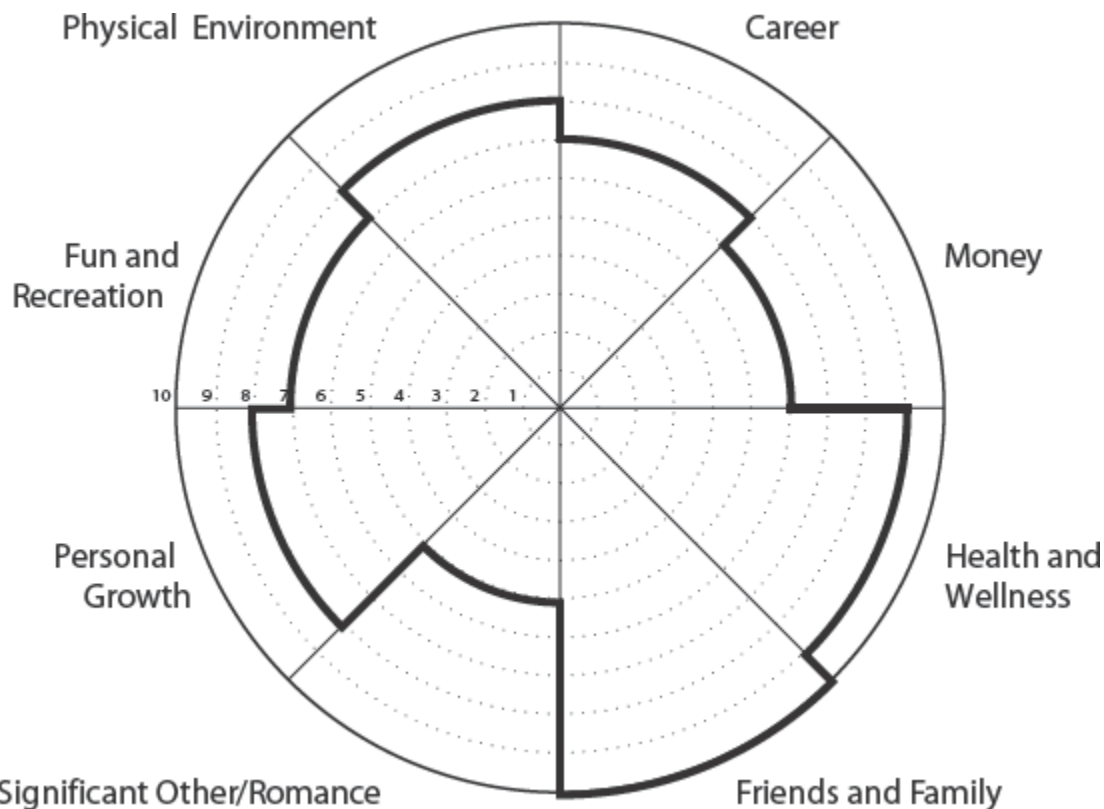 Physical Environment
Career
Fun and
Recreation
Money
10 9 8 7 6 5 4 3 2 1
Personal
Growth
Health and
Wellness
Significant Other/Romance
Friends and Family